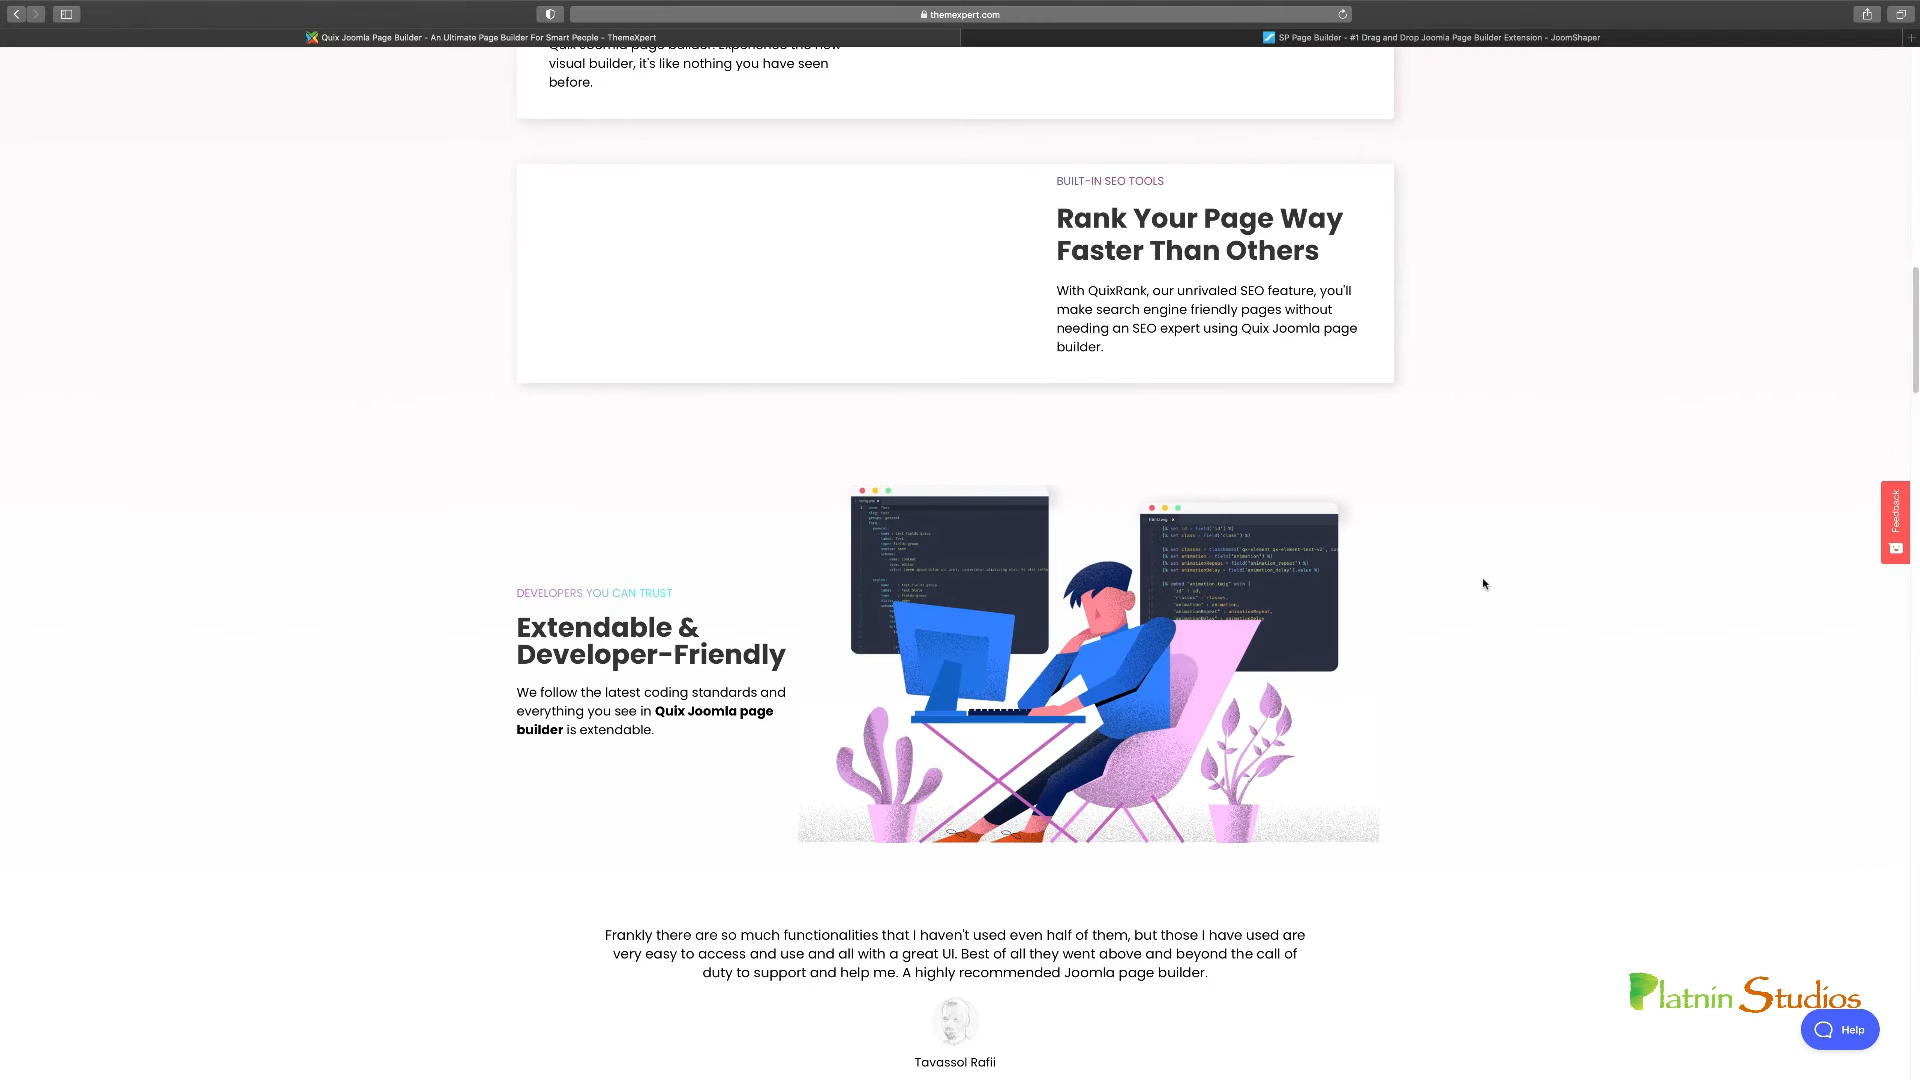 themexpert.com
Quix Joomla Page Builder - An Ultimate Page Builder For Smart People - ThemeXpert
SP Page Builder - #1 Drag and Drop Joomla Page Builder Extension - JoomShaper
Quix Joomla page builder. Experience the new
visual builder, it's like nothing you have seen
before.
BUILT-IN SEO TOOLS
Rank Your Page Way
Faster Than Others
With QuixRank, our unrivaled SEO feature, you'll
make search engine friendly pages without
needing an SEO expert using Quix Joomla page
builder.
Feedback
DEVELOPERS YOU CAN TRUST
Extendable &
Developer-Friendly
We follow the latest coding standards and
everything you see in Quix Joomla page
builder is extendable.
Frankly there are so much functionalities that I haven't used even half of them, but those I have used are
very easy to access and use and all with a great UI. Best of all they went above and beyond the call of
duty to support and help me. A highly recommended Joomla page builder.
Tavassol Rafii
Platnin Studios
Help